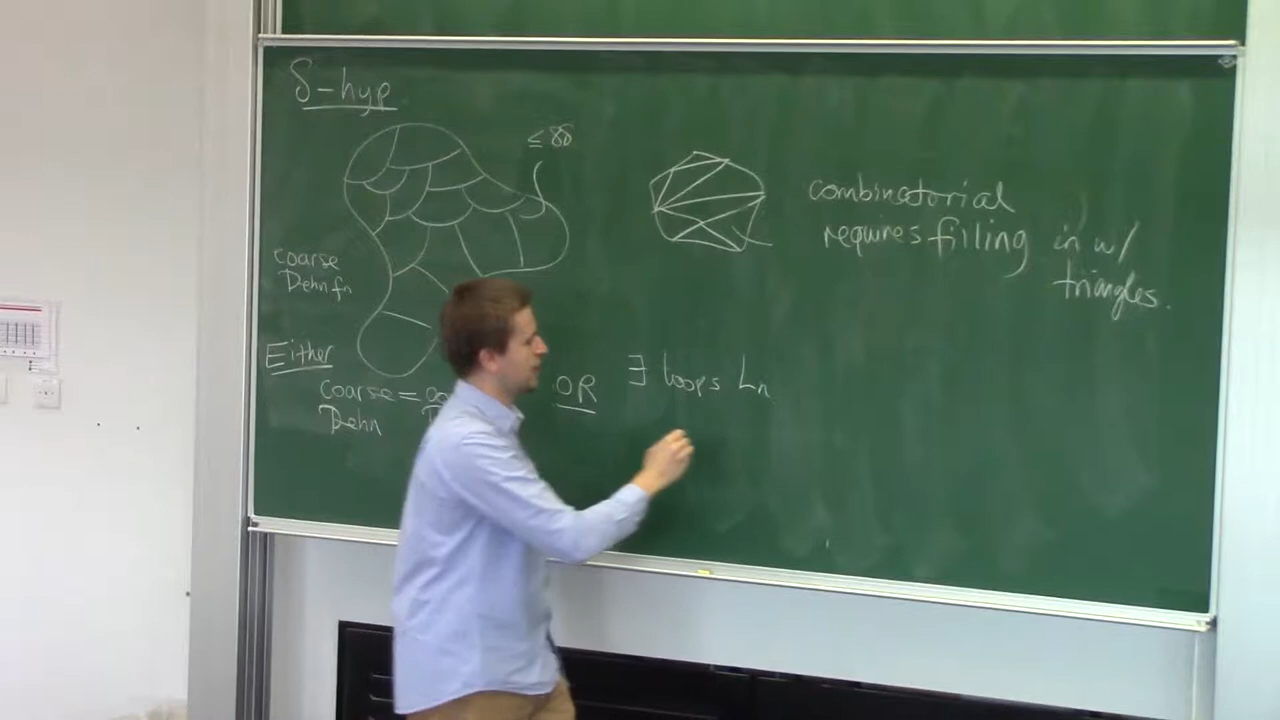 δ-hyp.
≤ 8δ
combinatorial
requires filling in w/
triangles.
coarse
Dehn fn
Either
coarse =
Dehn
OR
∃ loops Ln